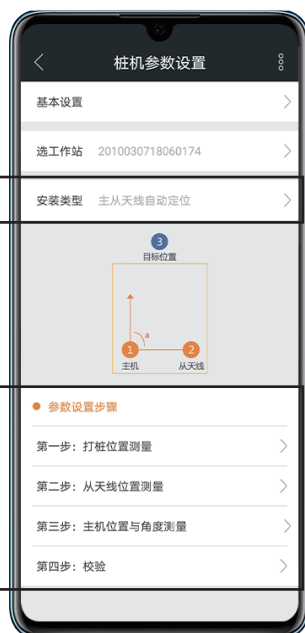 桩机参数设置
基本设置
选工作站 2010030718060174
安装类型 主从天线自动定位
3
目标位置
a
1 2
主机 从天线
参数设置步骤
第一步：打桩位置测量
第二步：从天线位置测量
第三步：主机位置与角度测量
第四步：校验